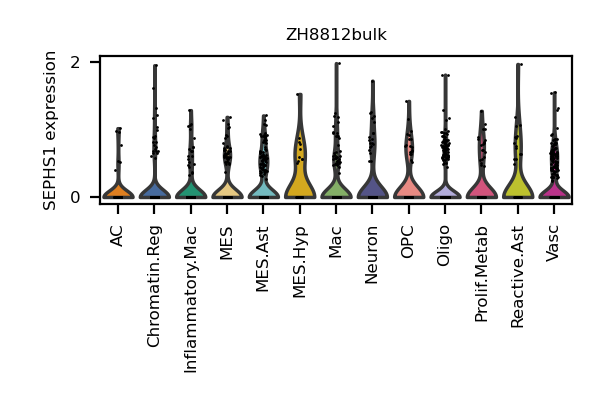 ZH8812bulk
SEPHS1 expression
2
0
AC
Chromatin.Reg
Inflammatory.Mac
MES
MES.Ast
MES.Hyp
Mac
Neuron
OPC
Oligo
Prolif.Metab
Reactive.Ast
Vasc